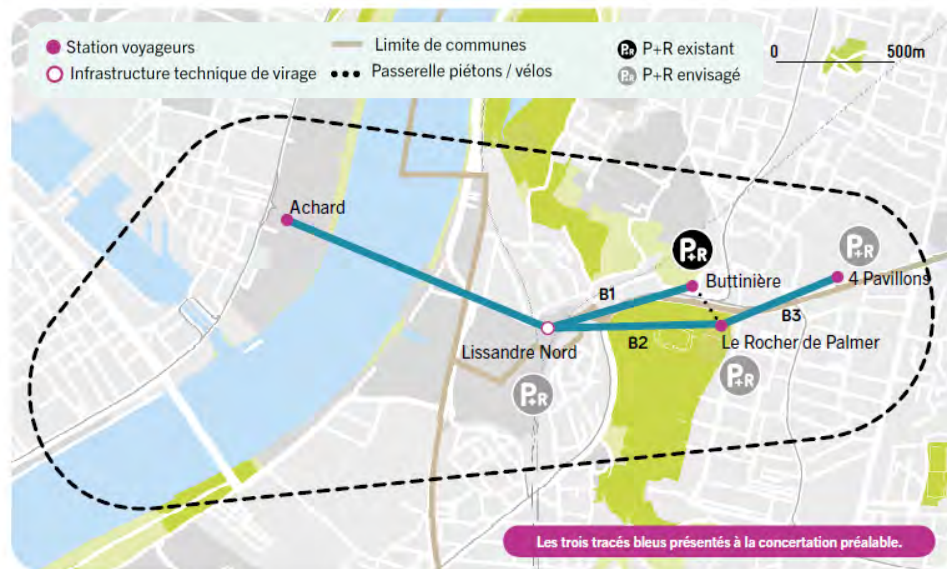 Station voyageurs
Limite de communes
P+R P+R existant
0 500m
Infrastructure technique de virage
Passerelle piétons / vélos
P+R P+R envisagé
Achard
P+R
P+R
Buttinière
4 Pavillons
B1
B3
B2
Lissandre Nord
Le Rocher de Palmer
P+R
P+R
Les trois tracés bleus présentés à la concertation préalable.